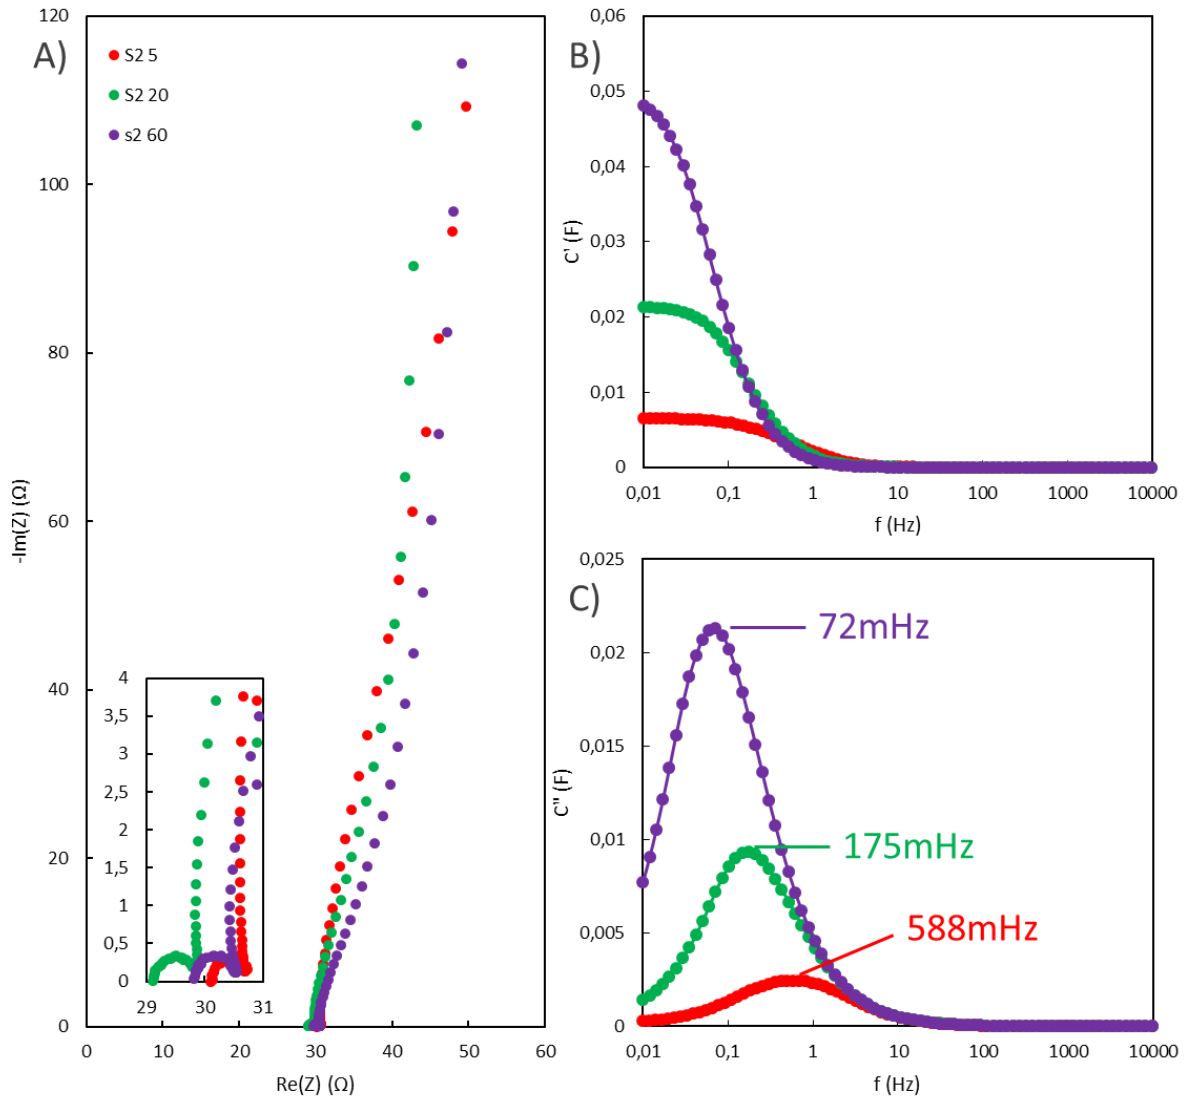 A)
S2 5
S2 20
s2 60
120
100
80
60
40
20
0
-Im(Z) (Ω)
0 10 20 30 40 50 60
Re(Z) (Ω)
4
3,5
3
2,5
2
1,5
1
0,5
0
29 30 31
B)
0,06
0,05
0,04
0,03
0,02
0,01
0
C' (F)
0,01 0,1 1 10 100 1000 10000
f (Hz)
C)
0,025
0,02
0,015
0,01
0,005
0
C'' (F)
72mHz
175mHz
588mHz
0,01 0,1 1 10 100 1000 10000
f (Hz)